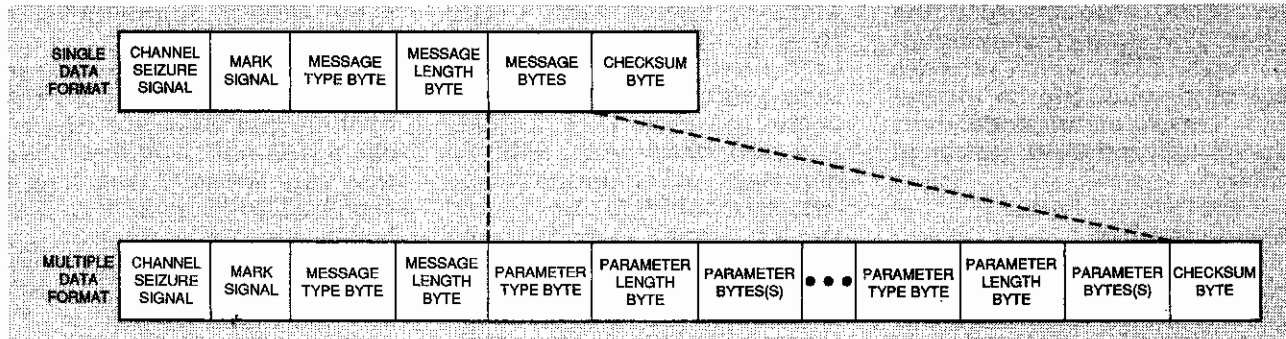 SINGLE
DATA
FORMAT
CHANNEL
SEIZURE
SIGNAL
MARK
SIGNAL
MESSAGE
TYPE BYTE
MESSAGE
LENGTH
BYTE
MESSAGE
BYTES
CHECKSUM
BYTE
MULTIPLE
DATA
FORMAT
CHANNEL
SEIZURE
SIGNAL
MARK
SIGNAL
MESSAGE
TYPE BYTE
MESSAGE
LENGTH
BYTE
PARAMETER
TYPE BYTE
PARAMETER
LENGTH
BYTE
PARAMETER
BYTES(S)
•••
PARAMETER
TYPE BYTE
PARAMETER
LENGTH
BYTE
PARAMETER
BYTES(S)
CHECKSUM
BYTE